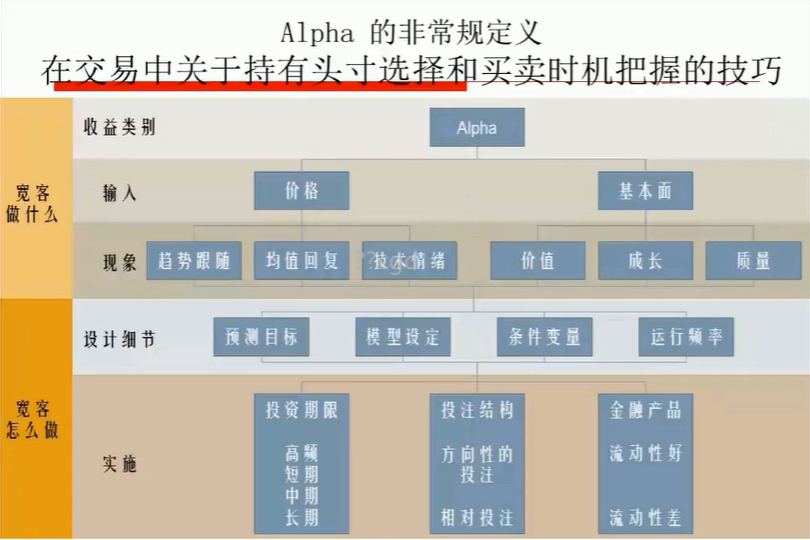 Alpha 的非常规定义
在交易中关于持有头寸选择和买卖时机把握的技巧
收益类别
Alpha
宽客
做什么
输入
价格
基本面
现象
趋势跟随
均值回复
技术情绪
价值
成长
质量
设计细节
预测目标
模型设定
条件变量
运行频率
宽客
怎么做
实施
投资期限
高频
短期
中期
长期
投注结构
方向性的
投注
相对投注
金融产品
流动性好
流动性差